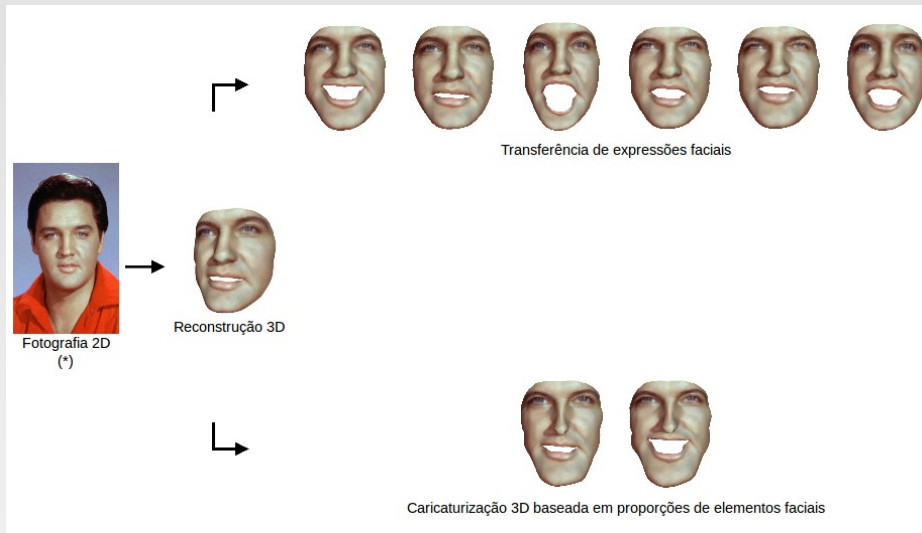 Transferência de expressões faciais
Reconstrução 3D
Fotografia 2D
(*)
Caricaturização 3D baseada em proporções de elementos faciais